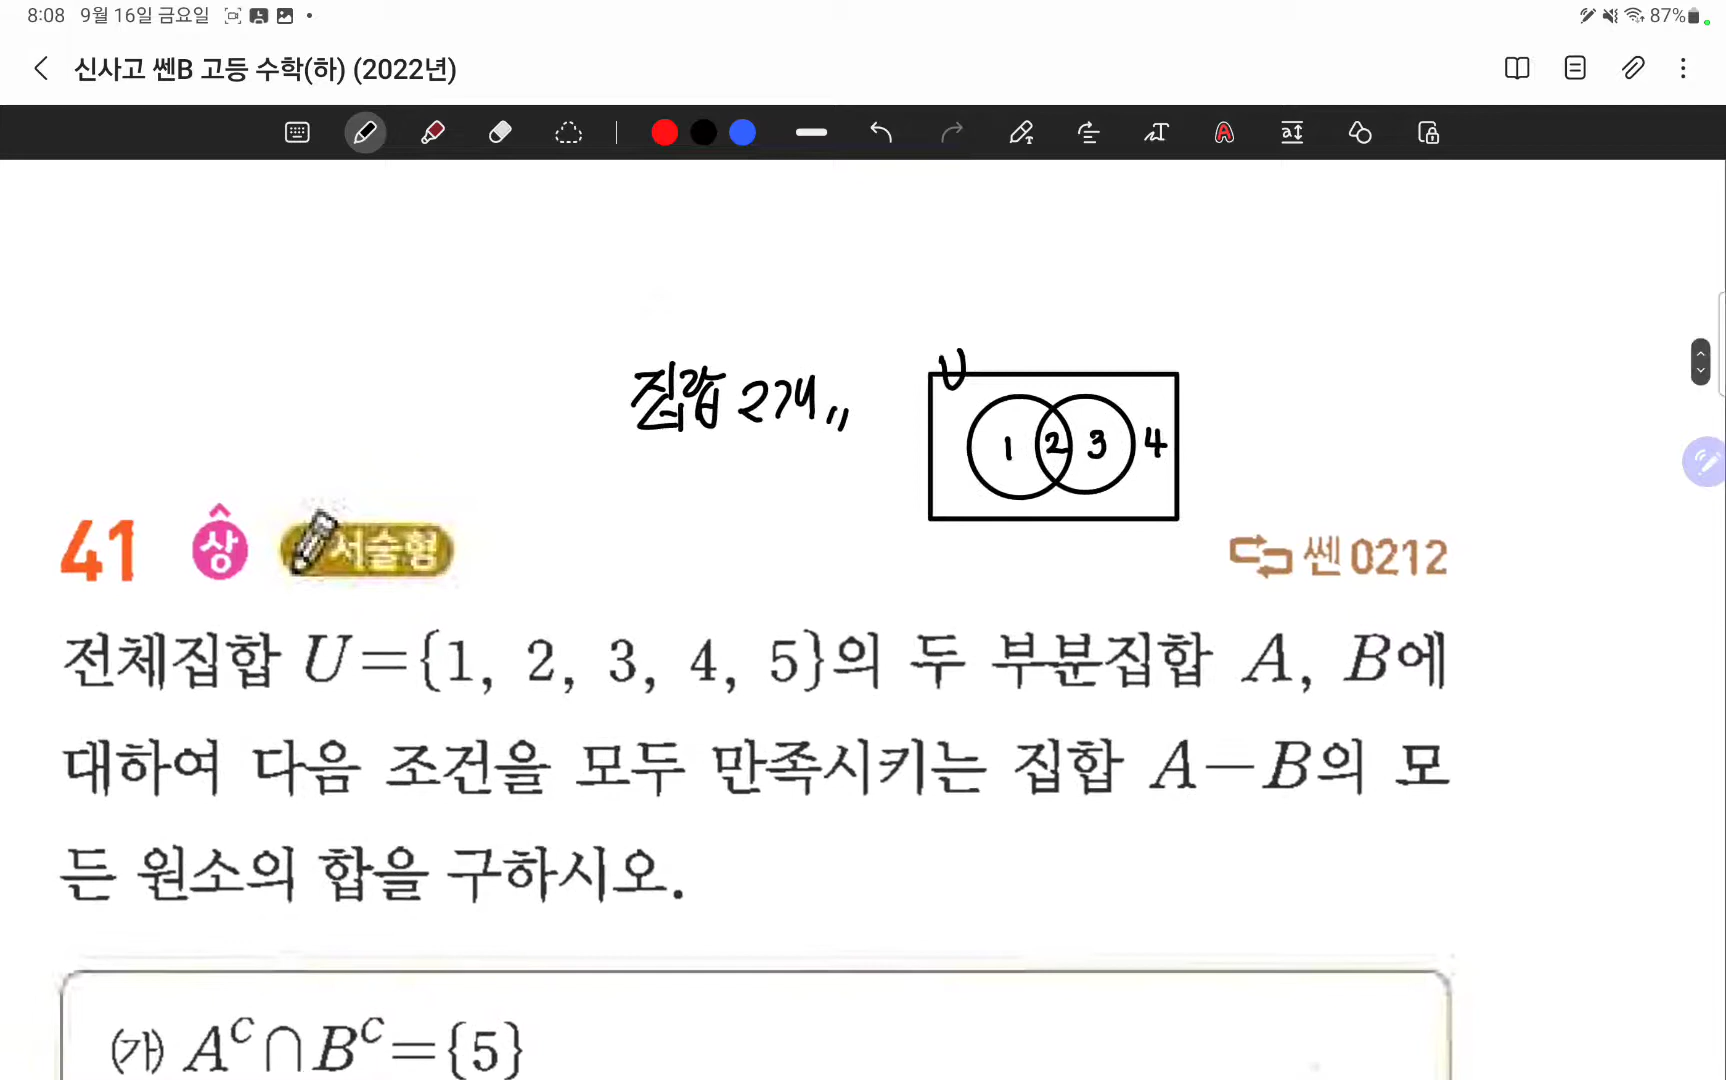 8:08 9월 16일 금요일 87%
신사고 쎈B 고등 수학(하) (2022년)
집합 2개
U
1 2 3 4
41 상 서술형 쎈 0212
전체집합 U={1, 2, 3, 4, 5}의 두 부분집합 A, B에
대하여 다음 조건을 모두 만족시키는 집합 A-B의 모
든 원소의 합을 구하시오.
㈎ Aᶜ∩Bᶜ={5}